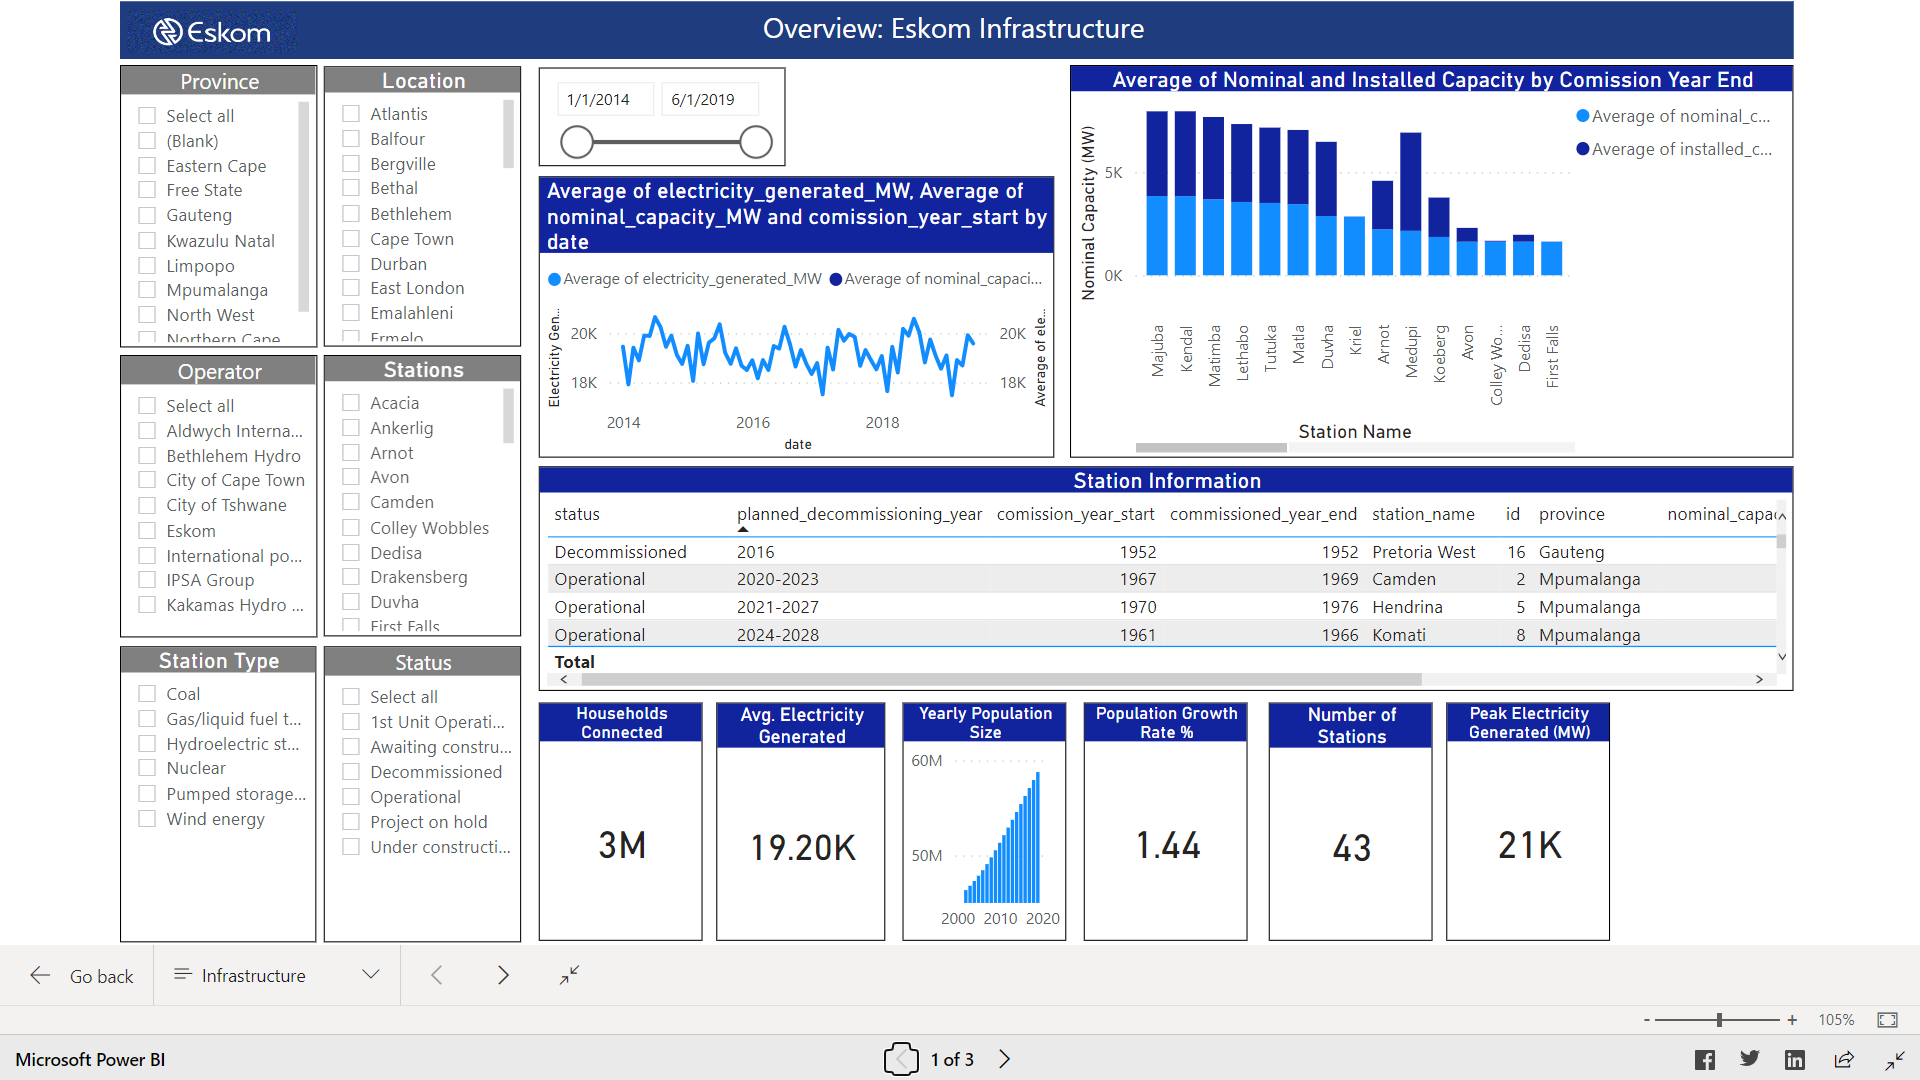 Eskom
Overview: Eskom Infrastructure
Province
Select all
(Blank)
Eastern Cape
Free State
Gauteng
Kwazulu Natal
Limpopo
Mpumalanga
North West
Northern Cape
Location
Atlantis
Balfour
Bergville
Bethal
Bethlehem
Cape Town
Durban
East London
Emalahleni
Ermelo
Operator
Select all
Aldwych Interna...
Bethlehem Hydro
City of Cape Town
City of Tshwane
Eskom
International po...
IPSA Group
Kakamas Hydro ...
Stations
Acacia
Ankerlig
Arnot
Avon
Camden
Colley Wobbles
Dedisa
Drakensberg
Duvha
First Falls
Station Type
Coal
Gas/liquid fuel t...
Hydroelectric st...
Nuclear
Pumped storage...
Wind energy
Status
Select all
1st Unit Operati...
Awaiting constru...
Decommissioned
Operational
Project on hold
Under constructi...
1/1/2014 6/1/2019
Average of electricity_generated_MW, Average of
nominal_capacity_MW and comission_year_start by
date
Average of electricity_generated_MW Average of nominal_capaci...
Electricity Gen...
20K
18K
20K
18K
Average of ele...
2014 2016 2018
date
Average of Nominal and Installed Capacity by Comission Year End
Average of nominal_c...
Average of installed_c...
Nominal Capacity (MW)
5K
0K
Majuba
Kendal
Matimba
Lethabo
Tutuka
Matla
Duvha
Kriel
Arnot
Medupi
Koeberg
Avon
Colley Wo...
Dedisa
First Falls
Station Name
Station Information
status planned_decommissioning_year comission_year_start commissioned_year_end station_name id province nominal_capac
Decommissioned 2016 1952 1952 Pretoria West 16 Gauteng
Operational 2020-2023 1967 1969 Camden 2 Mpumalanga
Operational 2021-2027 1970 1976 Hendrina 5 Mpumalanga
Operational 2024-2028 1961 1966 Komati 8 Mpumalanga
Total
Households
Connected
3M
Avg. Electricity
Generated
19.20K
Yearly Population
Size
60M
50M
2000 2010 2020
Population Growth
Rate %
1.44
Number of
Stations
43
Peak Electricity
Generated (MW)
21K
Go back
Infrastructure
- + 105%
Microsoft Power BI
1 of 3